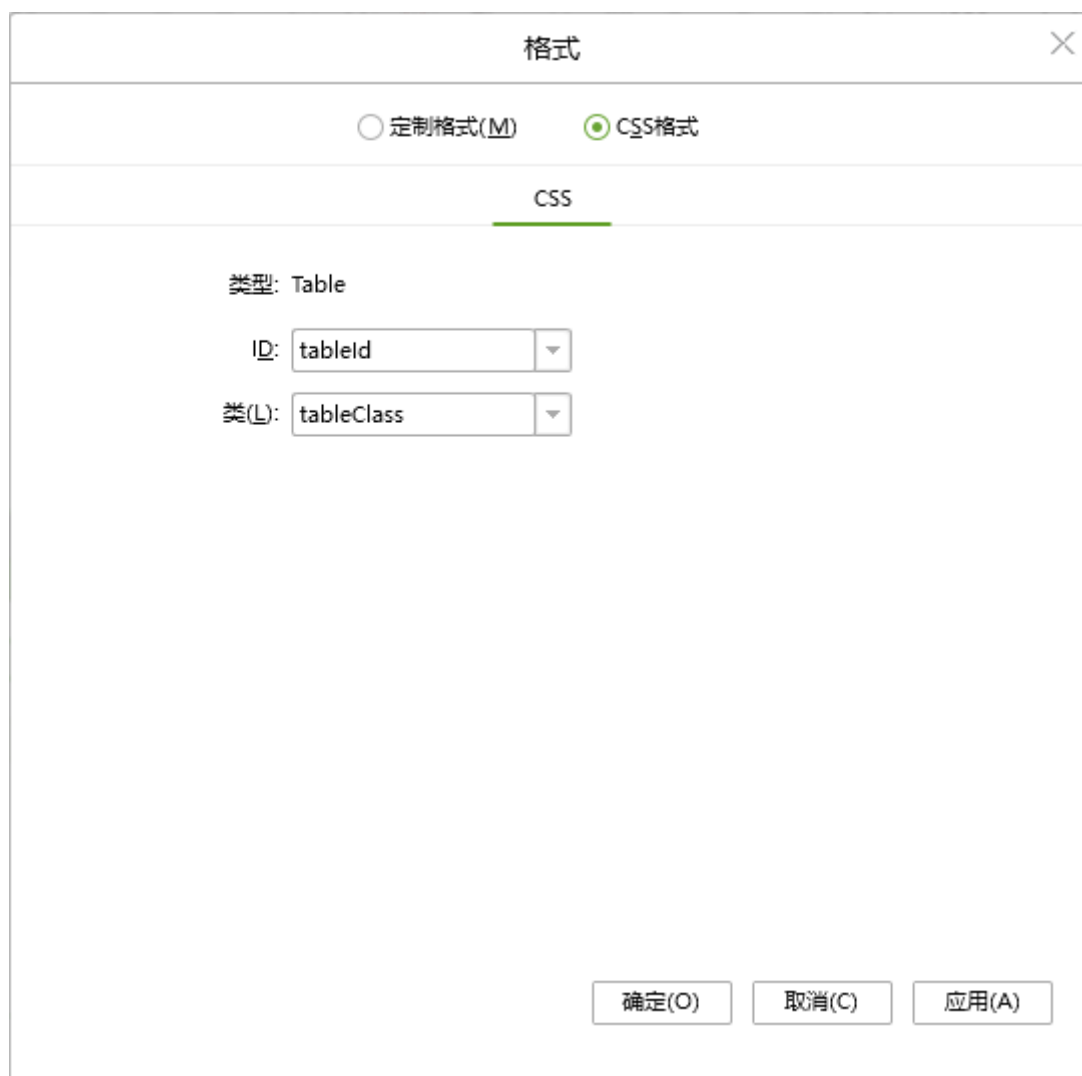 格式
定制格式(M) CSS格式
CSS
类型: Table
ID: tableId
类(L): tableClass
确定(O) 取消(C) 应用(A)